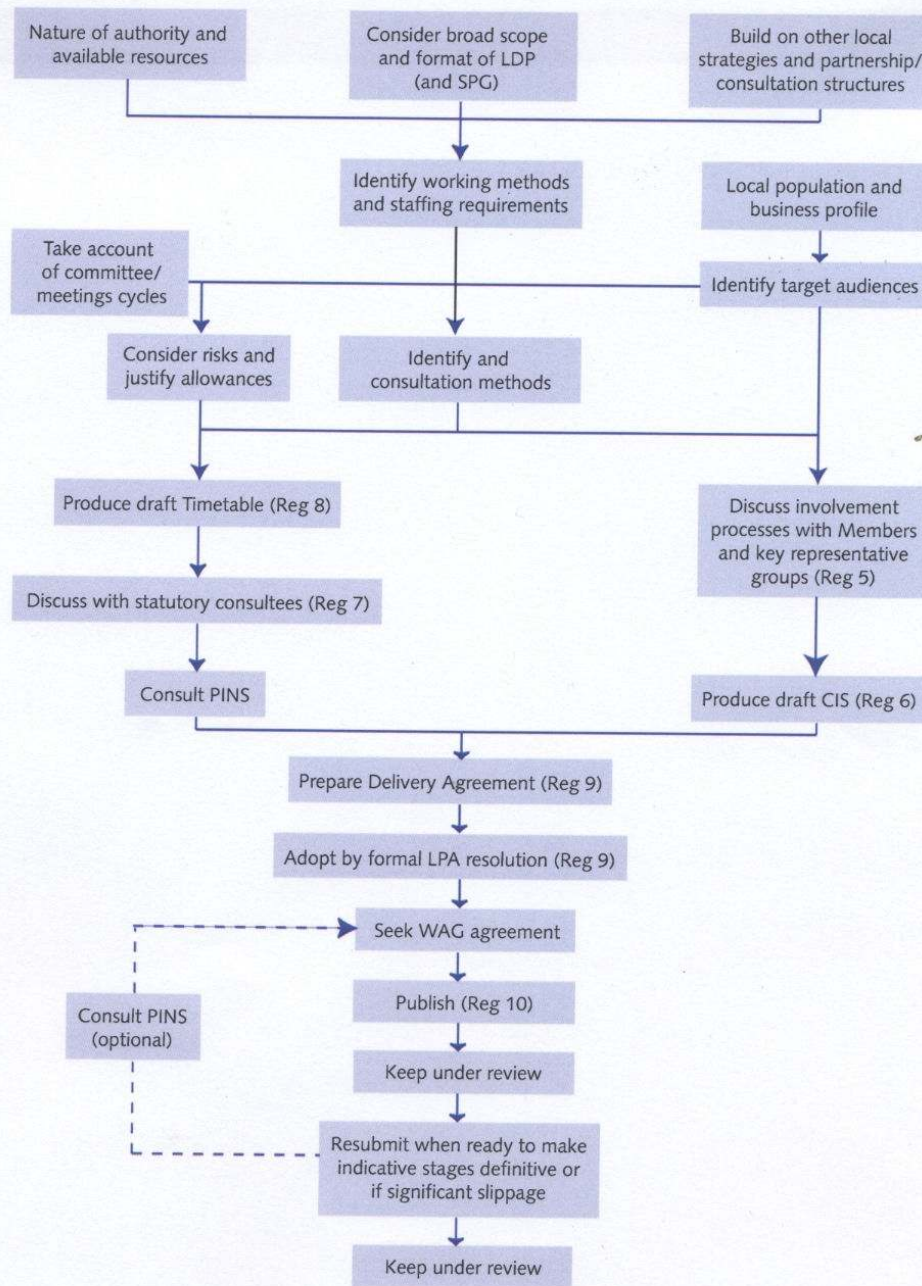 Nature of authority and
available resources
Consider broad scope
and format of LDP
(and SPG)
Build on other local
strategies and partnership/
consultation structures
Identify working methods
and staffing requirements
Local population and
business profile
Take account
of committee/
meetings cycles
Identify target audiences
Consider risks and
justify allowances
Identify and
consultation methods
Produce draft Timetable (Reg 8)
Discuss involvement
processes with Members
and key representative
groups (Reg 5)
Discuss with statutory consultees (Reg 7)
Consult PINS
Produce draft CIS (Reg 6)
Prepare Delivery Agreement (Reg 9)
Adopt by formal LPA resolution (Reg 9)
Seek WAG agreement
Publish (Reg 10)
Consult PINS
(optional)
Keep under review
Resubmit when ready to make
indicative stages definitive or
if significant slippage
Keep under review